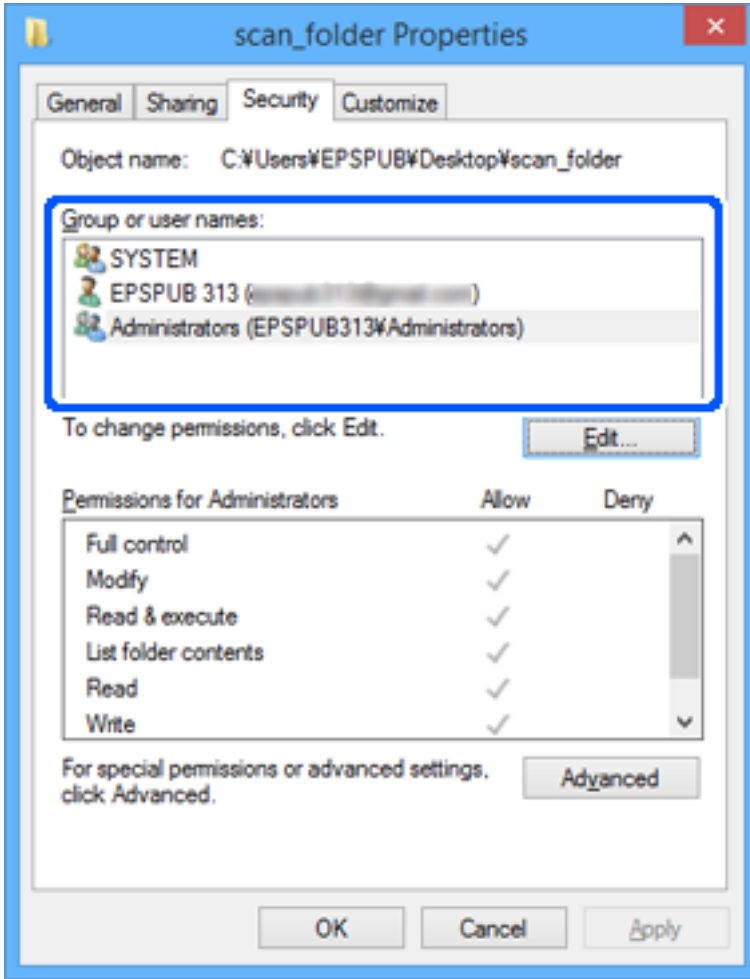 scan_folder Properties
General Sharing Security Customize
Object name: C:¥Users¥EPSPUB¥Desktop¥scan_folder
Group or user names:
SYSTEM
EPSPUB 313 ( )
Administrators (EPSPUB313¥Administrators)
To change permissions, click Edit.
Edit...
Permissions for Administrators Allow Deny
Full control
Modify
Read & execute
List folder contents
Read
Write
For special permissions or advanced settings,
click Advanced.
Advanced
OK Cancel Apply